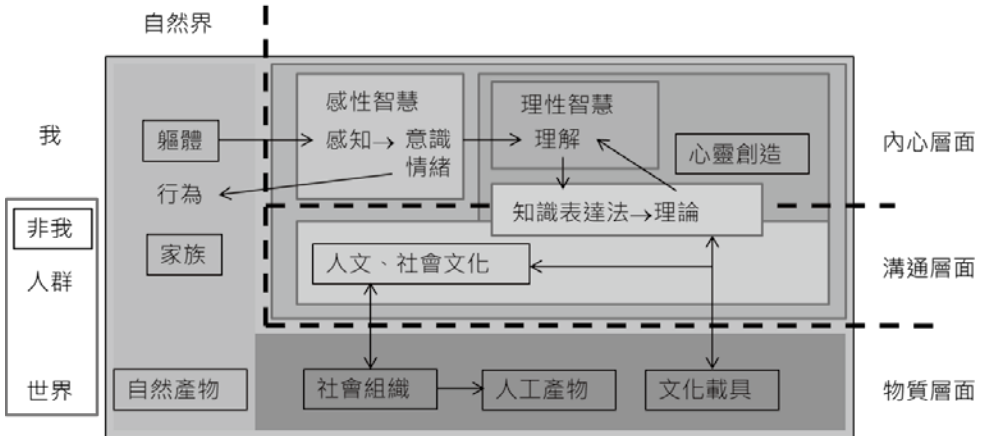 自然界
感性智慧
理性智慧
我
軀體
感知→意識
理解
心靈創造
內心層面
情緒
行為
知識表達法→理論
非我
家族
人文、社會文化
溝通層面
人群
世界
自然產物
社會組織
人工產物
文化載具
物質層面